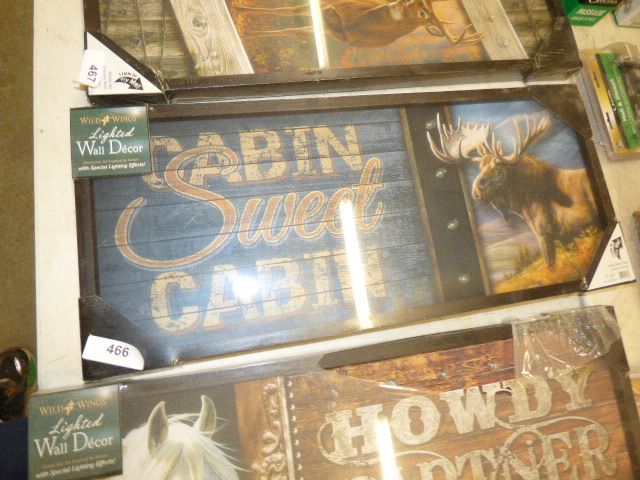 467
WILD WINGS
Lighted
Wall Décor
with Special Lighting Effects!
CABIN
Sweet
CABIN
466
WILD WINGS
Lighted
Wall Décor
with Special Lighting Effects!
HOWDY